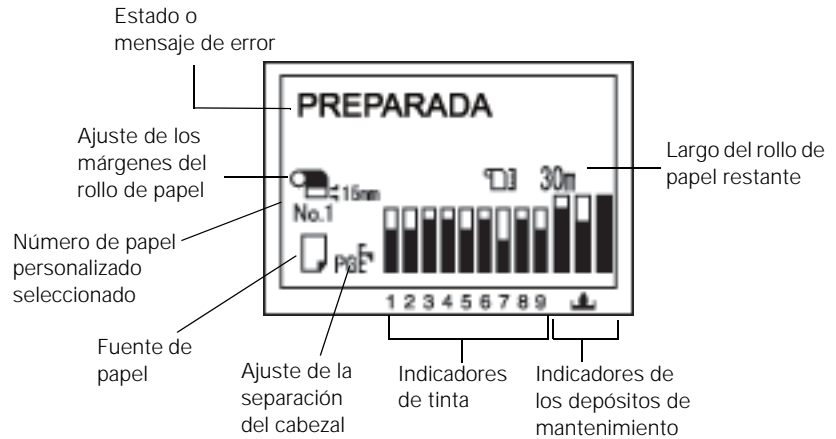 Estado o
mensaje de error
PREPARADA
Ajuste de los
márgenes del
rollo de papel
Largo del rollo de
papel restante
15mm
30m
No.1
Número de papel
personalizado
seleccionado
PG
1 2 3 4 5 6 7 8 9
Fuente de
papel
Ajuste de la
separación
del cabezal
Indicadores
de tinta
Indicadores de
los depósitos de
mantenimiento